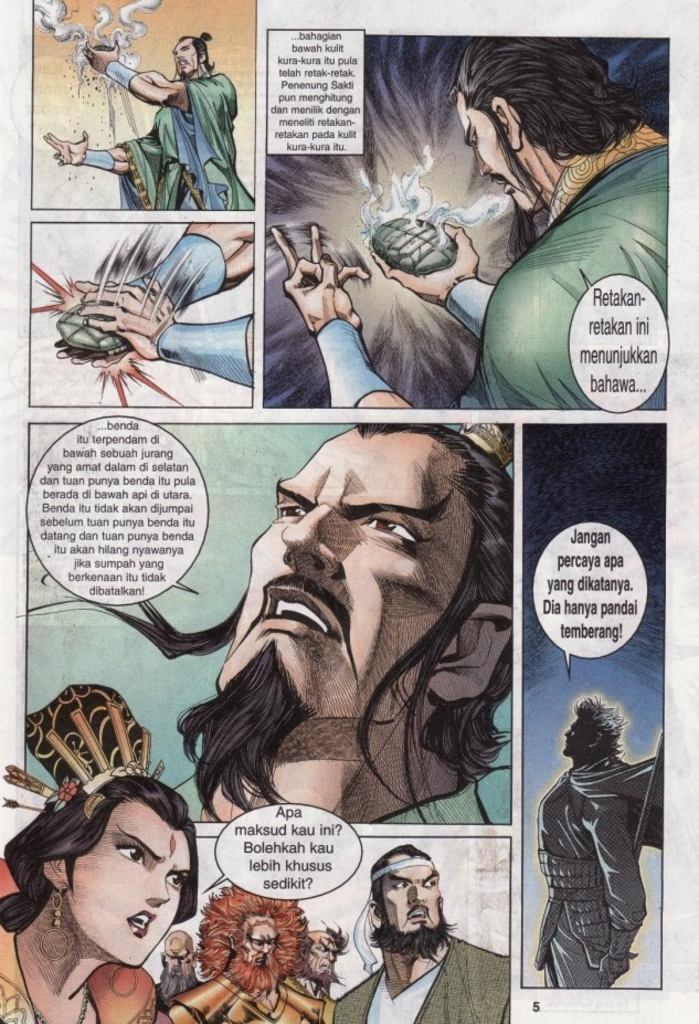 ...bahagian
bawah kulit
kura-kura itu pula
telah retak-retak.
Penenung Sakti
pun menghitung
dan menilik dengan
meneliti retakan-
retakan pada kulit
kura-kura itu.
Retakan-
retakan ini
menunjukkan
bahawa...
...benda
itu terpendam di
bawah sebuah jurang
yang amat dalam di selatan
dan tuan punya benda itu pula
berada di bawah api di utara.
Benda itu tidak akan dijumpai
sebelum tuan punya benda itu
datang dan tuan punya benda
itu akan hilang nyawanya
jika sumpah yang
berkenaan itu tidak
dibatalkan!
Jangan
percaya apa
yang dikatanya.
Dia hanya pandai
temberang!
Apa
maksud kau ini?
Bolehkah kau
lebih khusus
sedikit?
5